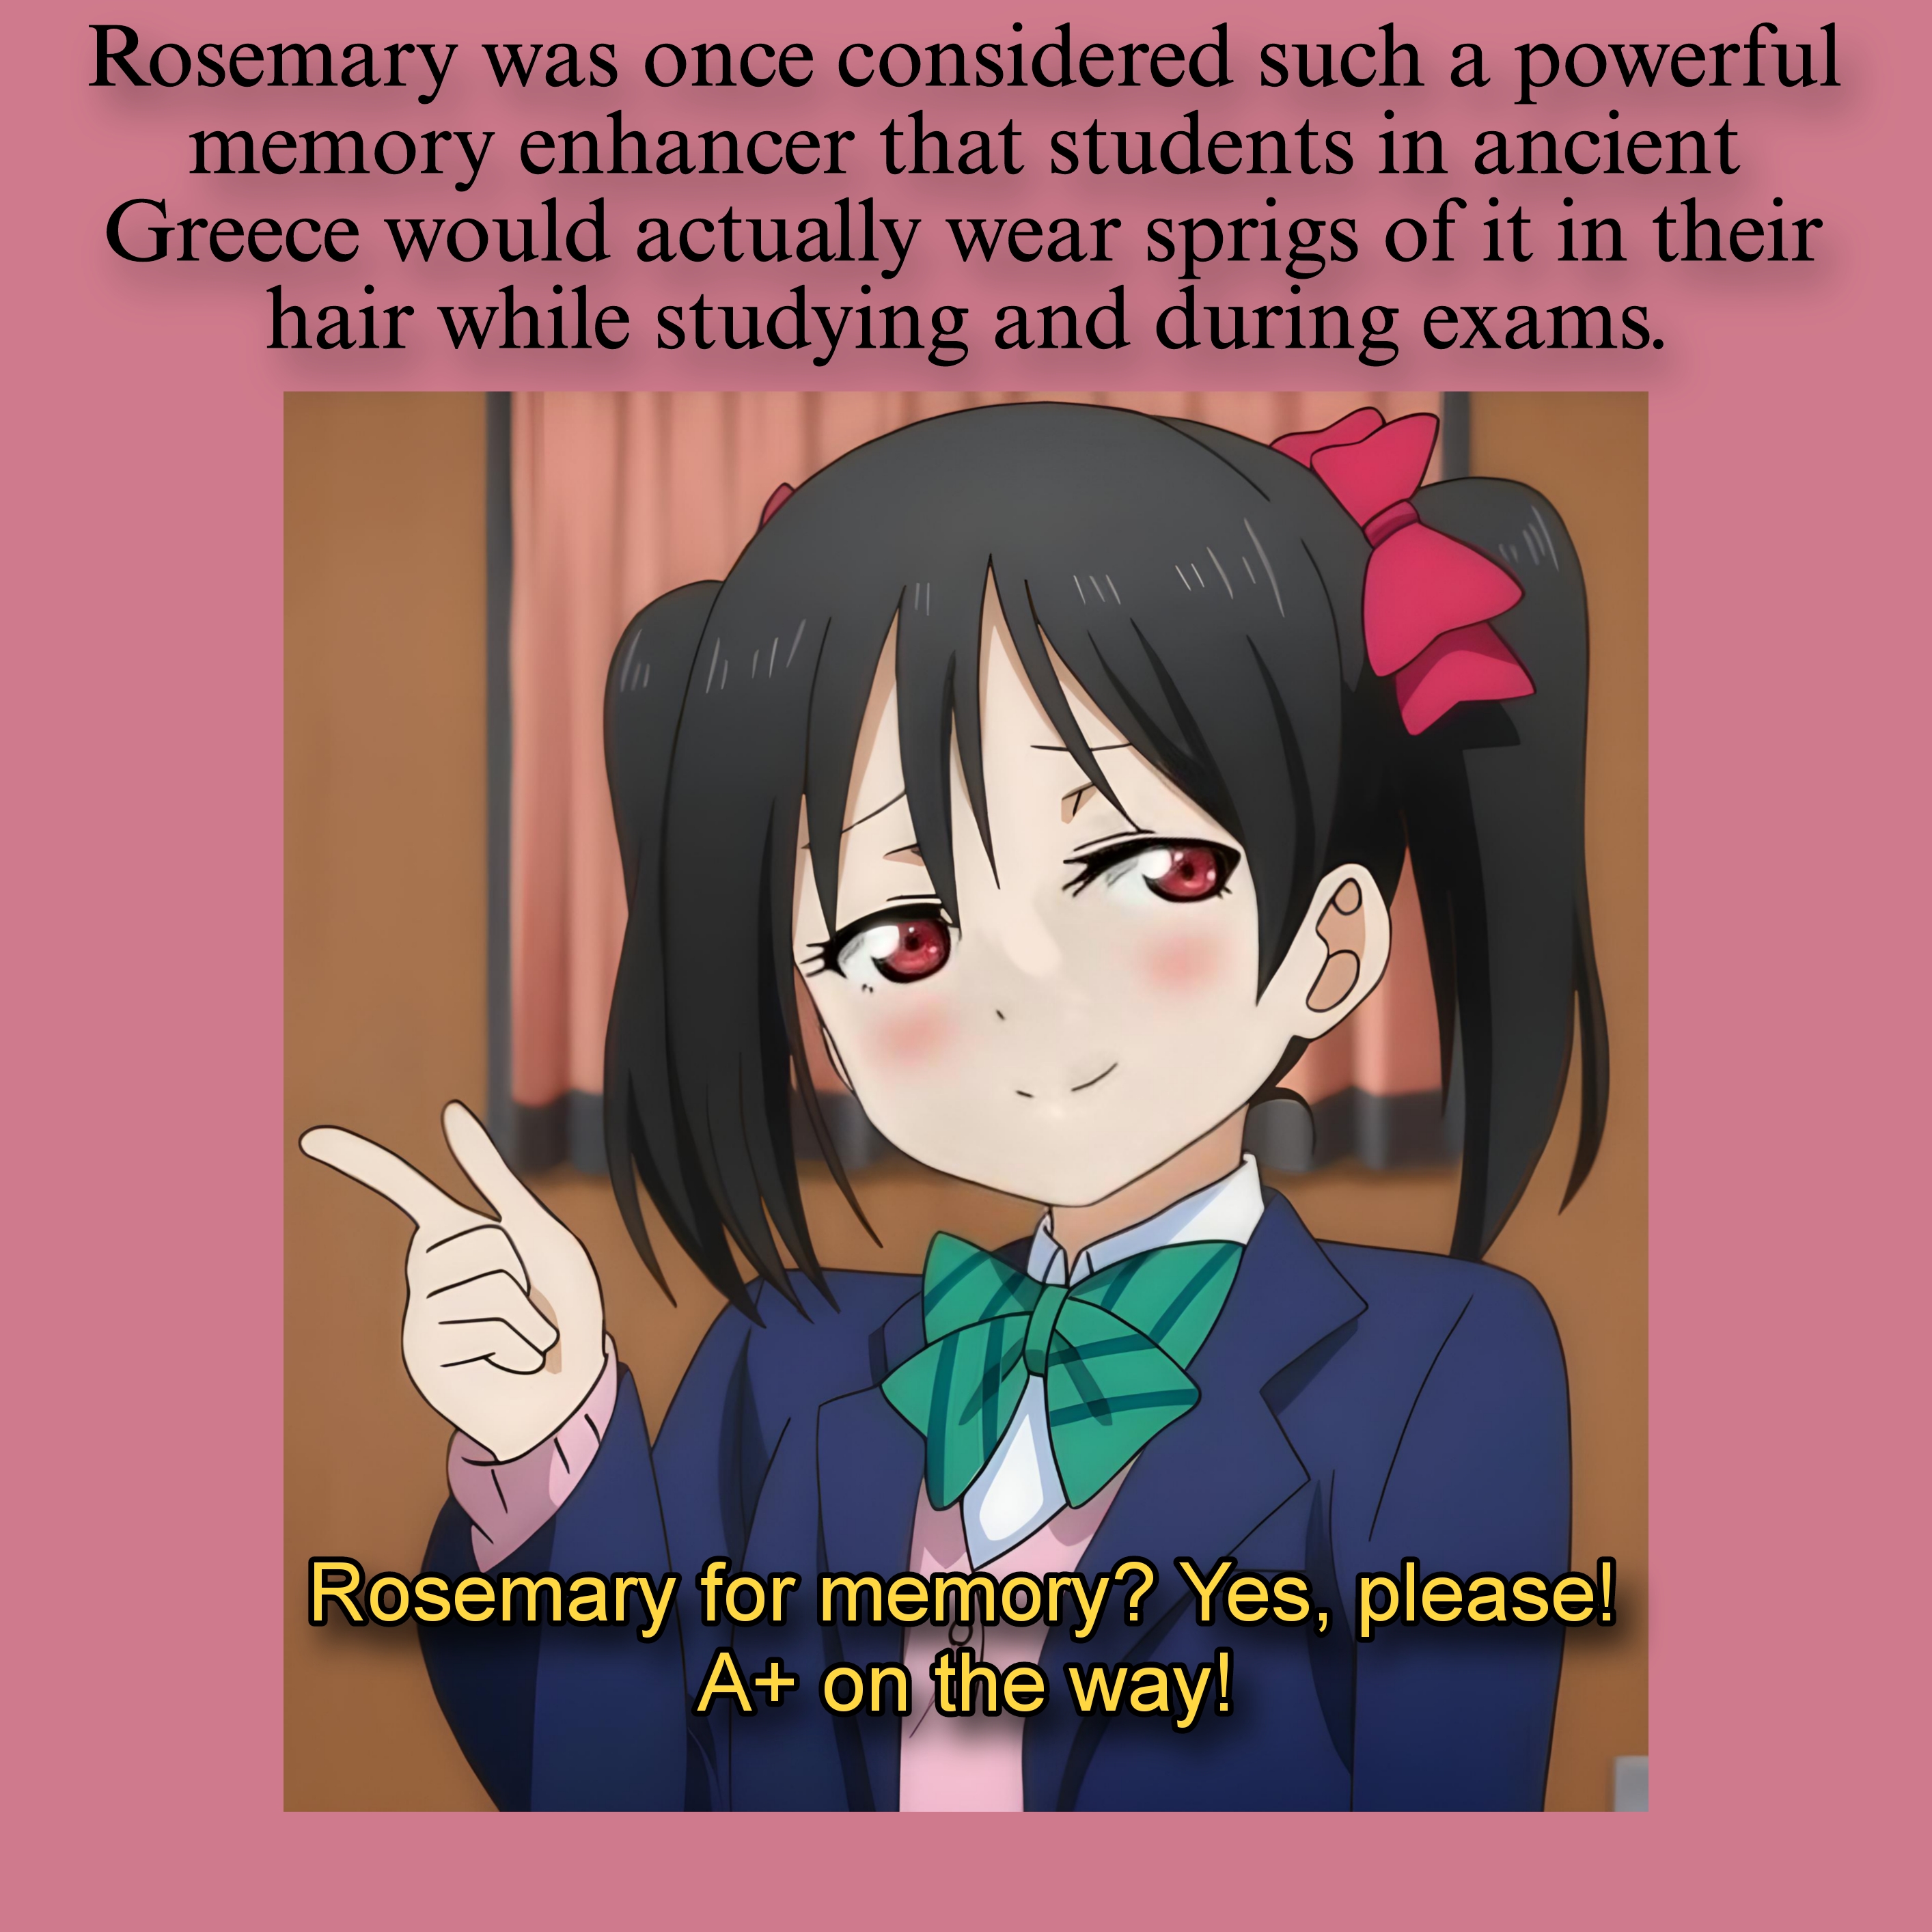 Rosemary was once considered such a powerful
memory enhancer that students in ancient
Greece would actually wear sprigs of it in their
hair while studying and during exams.
Rosemary for memory? Yes, please!
A+ on the way!